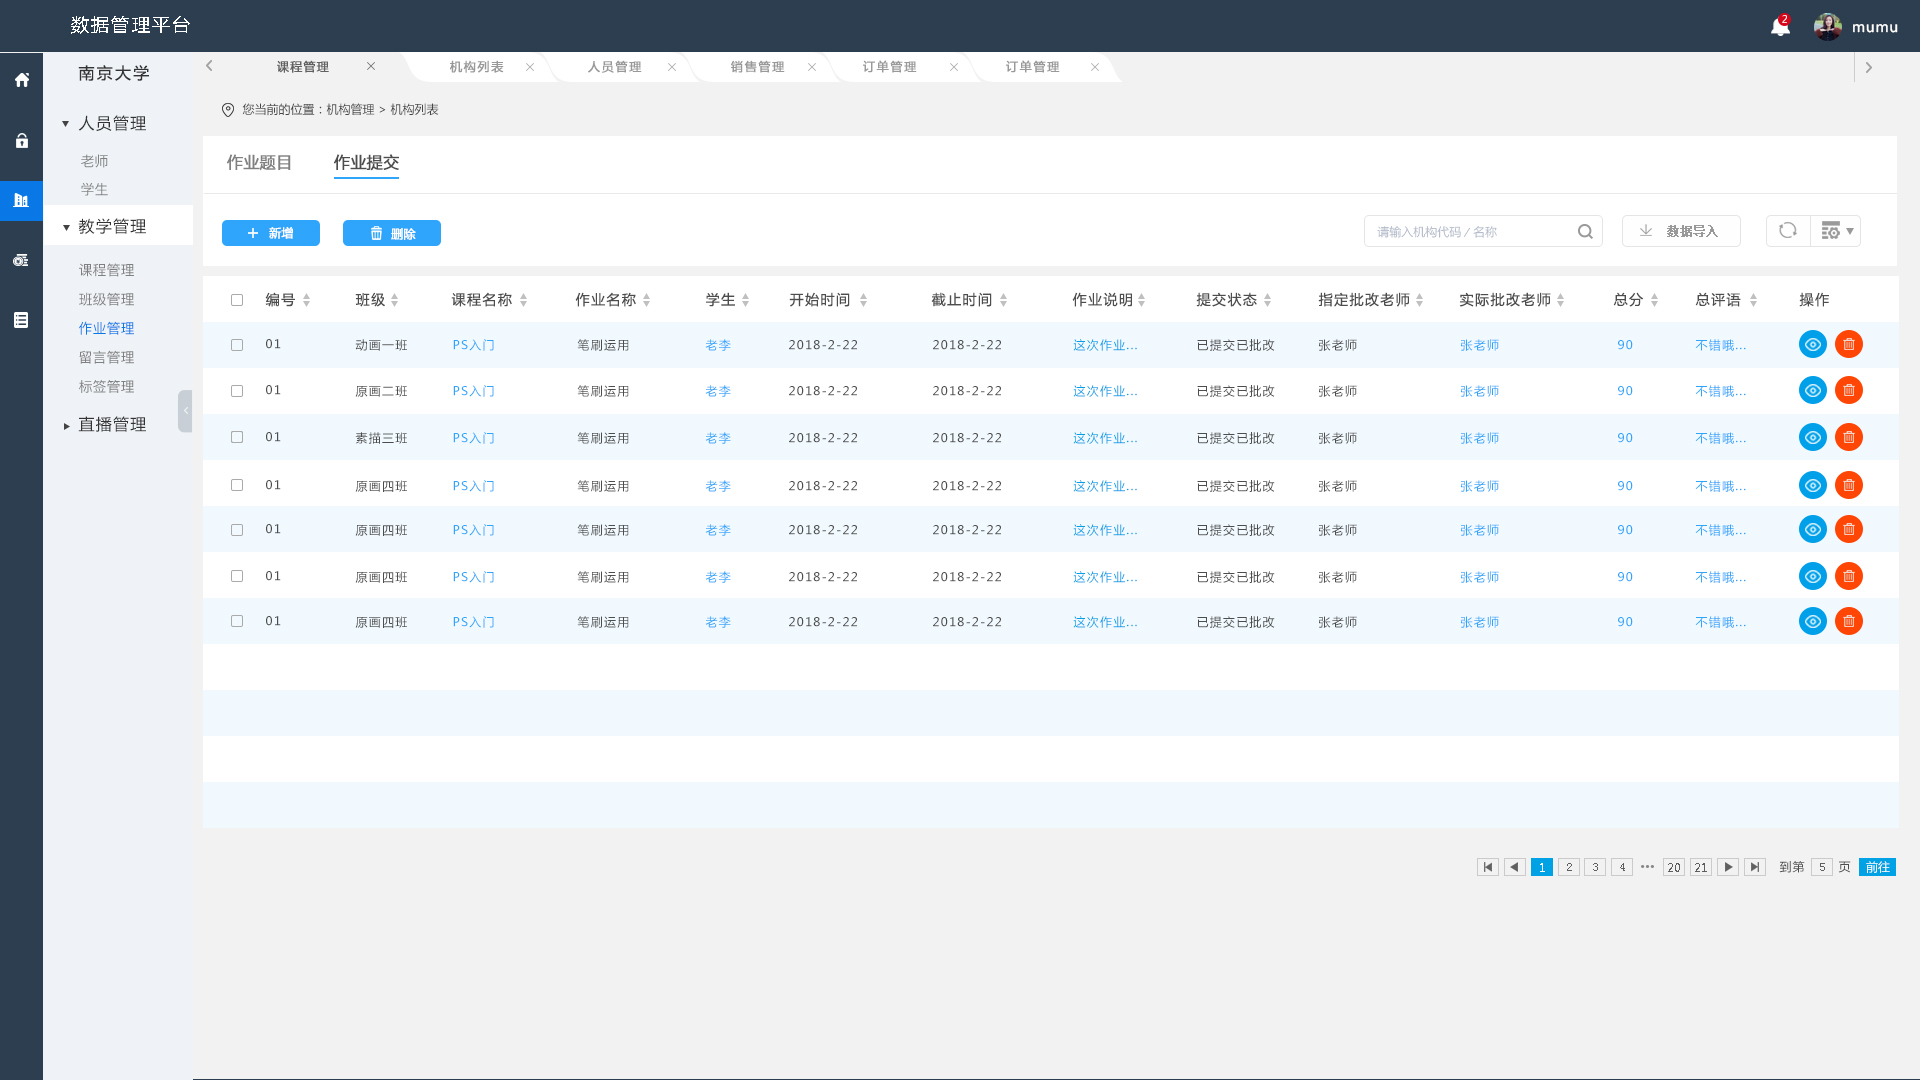 数据管理平台
2
mumu
南京大学
人员管理
老师
学生
教学管理
课程管理
班级管理
作业管理
留言管理
标签管理
直播管理
课程管理 机构列表 人员管理 销售管理 订单管理 订单管理
您当前的位置：机构管理 > 机构列表
作业题目 作业提交
新增 删除 请输入机构代码 / 名称 数据导入
编号 班级 课程名称 作业名称 学生 开始时间 截止时间 作业说明 提交状态 指定批改老师 实际批改老师 总分 总评语 操作
01 动画一班 PS入门 笔刷运用 老李 2018-2-22 2018-2-22 这次作业... 已提交已批改 张老师 张老师 90 不错哦...
01 原画二班 PS入门 笔刷运用 老李 2018-2-22 2018-2-22 这次作业... 已提交已批改 张老师 张老师 90 不错哦...
01 素描三班 PS入门 笔刷运用 老李 2018-2-22 2018-2-22 这次作业... 已提交已批改 张老师 张老师 90 不错哦...
01 原画四班 PS入门 笔刷运用 老李 2018-2-22 2018-2-22 这次作业... 已提交已批改 张老师 张老师 90 不错哦...
01 原画四班 PS入门 笔刷运用 老李 2018-2-22 2018-2-22 这次作业... 已提交已批改 张老师 张老师 90 不错哦...
01 原画四班 PS入门 笔刷运用 老李 2018-2-22 2018-2-22 这次作业... 已提交已批改 张老师 张老师 90 不错哦...
01 原画四班 PS入门 笔刷运用 老李 2018-2-22 2018-2-22 这次作业... 已提交已批改 张老师 张老师 90 不错哦...
1 2 3 4 ··· 20 21 到第 5 页 前往